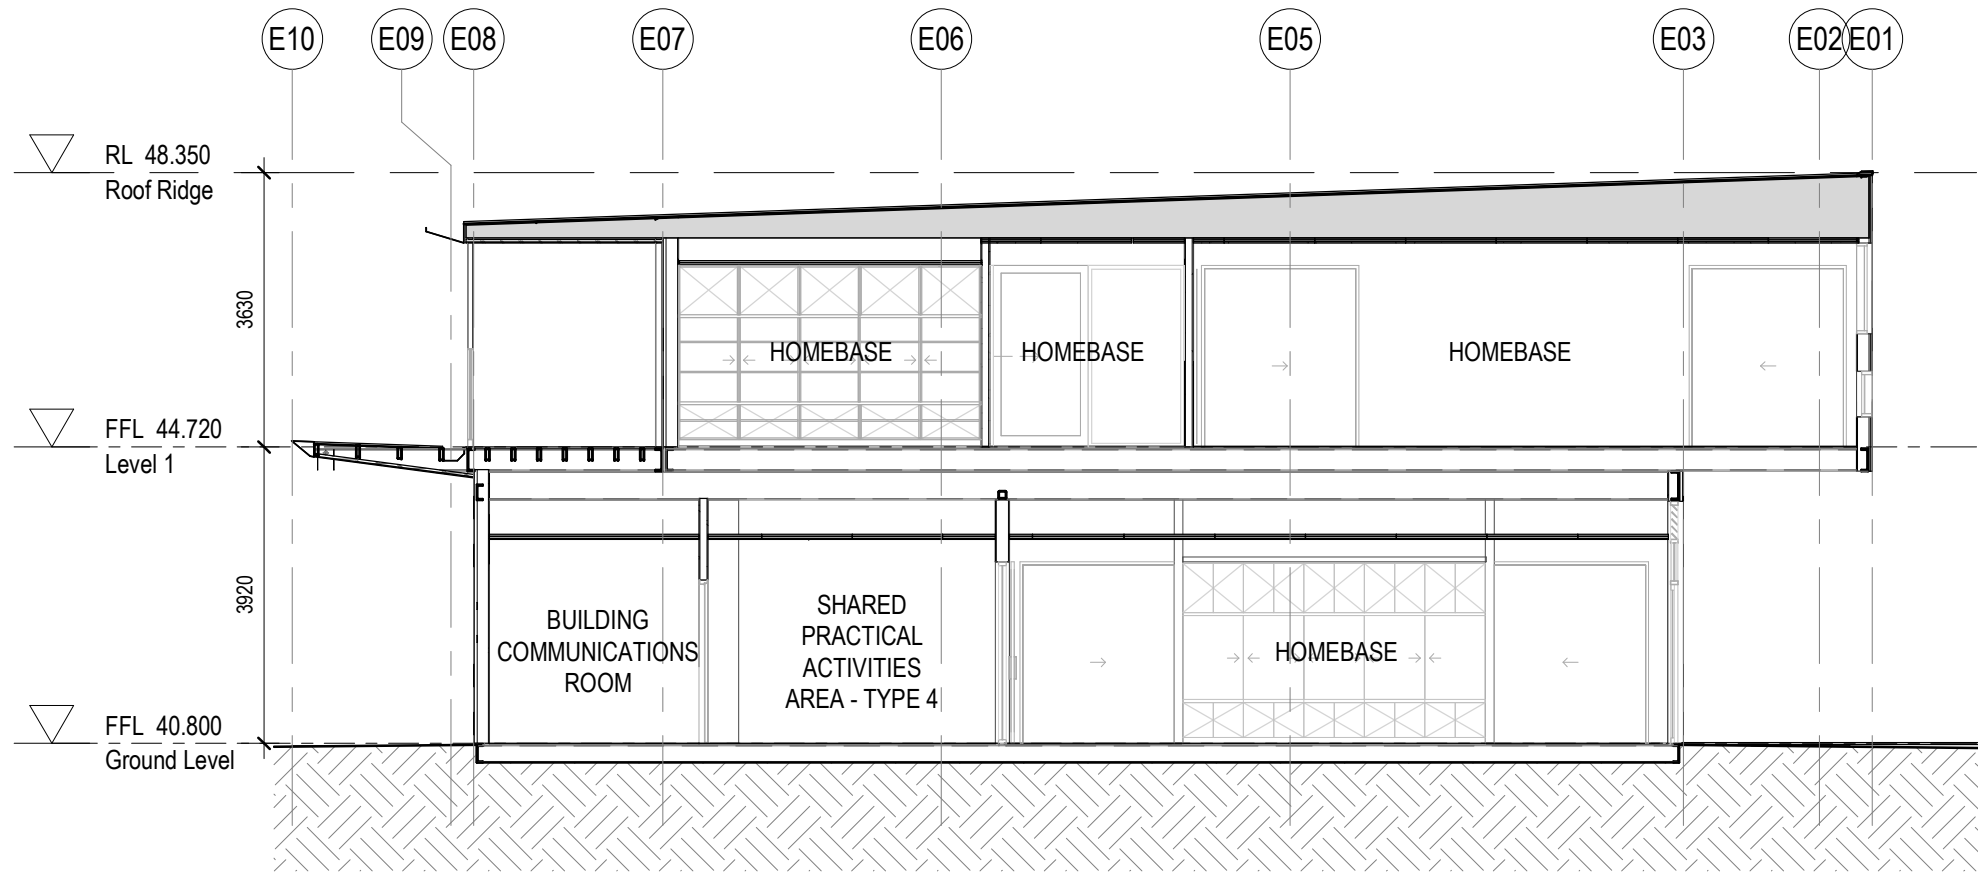 E10 E09 E08 E07 E06 E05 E03 E02 E01
RL 48.350
Roof Ridge
3630
HOMEBASE
HOMEBASE
HOMEBASE
FFL 44.720
Level 1
3920
BUILDING
COMMUNICATIONS
ROOM
SHARED
PRACTICAL
ACTIVITIES
AREA - TYPE 4
HOMEBASE
FFL 40.800
Ground Level